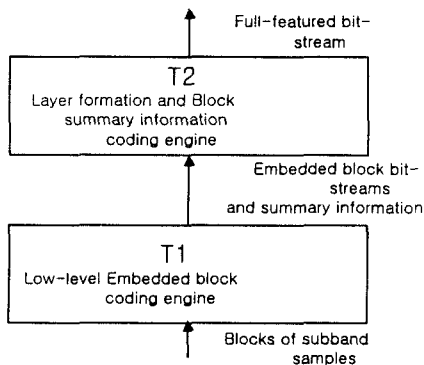 Full-featured bit-
stream
T2
Layer formation and Block
summary information
coding engine
Embedded block bit-
streams
and summary information
T1
Low-level Embedded block
coding engine
Blocks of subband
samples